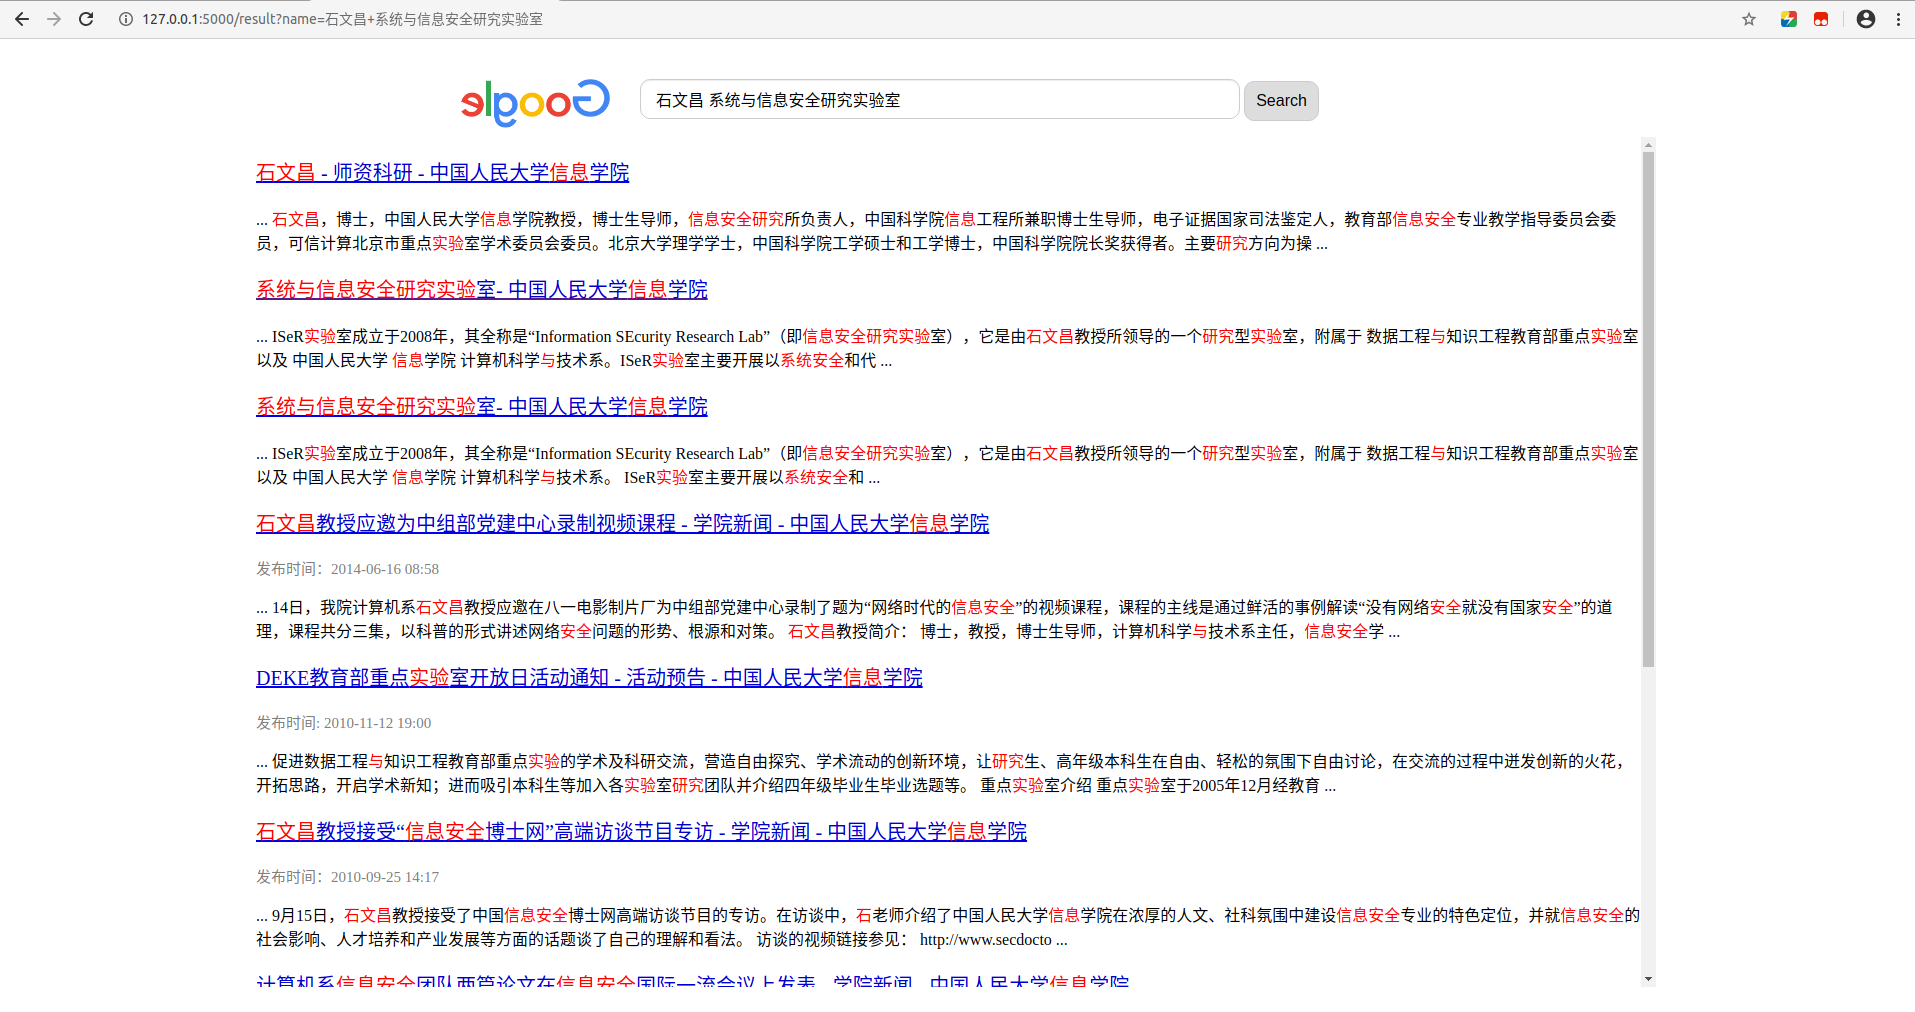 127.0.0.1:5000/result?name=石文昌+系统与信息安全研究实验室
Google
石文昌 系统与信息安全研究实验室
Search
石文昌 - 师资科研 - 中国人民大学信息学院
... 石文昌，博士，中国人民大学信息学院教授，博士生导师，信息安全研究所负责人，中国科学院信息工程所兼职博士生导师，电子证据国家司法鉴定人，教育部信息安全专业教学指导委员会委
员，可信计算北京市重点实验室学术委员会委员。北京大学理学学士，中国科学院工学硕士和工学博士，中国科学院院长奖获得者。主要研究方向为操 ...
系统与信息安全研究实验室- 中国人民大学信息学院
... ISeR实验室成立于2008年，其全称是“Information SEcurity Research Lab”（即信息安全研究实验室），它是由石文昌教授所领导的一个研究型实验室，附属于 数据工程与知识工程教育部重点实验室
以及 中国人民大学 信息学院 计算机科学与技术系。ISeR实验室主要开展以系统安全和代 ...
系统与信息安全研究实验室- 中国人民大学信息学院
... ISeR实验室成立于2008年，其全称是“Information SEcurity Research Lab”（即信息安全研究实验室），它是由石文昌教授所领导的一个研究型实验室，附属于 数据工程与知识工程教育部重点实验室
以及 中国人民大学 信息学院 计算机科学与技术系。 ISeR实验室主要开展以系统安全和 ...
石文昌教授应邀为中组部党建中心录制视频课程 - 学院新闻 - 中国人民大学信息学院
发布时间：2014-06-16 08:58
... 14日，我院计算机系石文昌教授应邀在八一电影制片厂为中组部党建中心录制了题为“网络时代的信息安全”的视频课程，课程的主线是通过鲜活的事例解读“没有网络安全就没有国家安全”的道
理，课程共分三集，以科普的形式讲述网络安全问题的形势、根源和对策。 石文昌教授简介： 博士，教授，博士生导师，计算机科学与技术系主任，信息安全学 ...
DEKE教育部重点实验室开放日活动通知 - 活动预告 - 中国人民大学信息学院
发布时间: 2010-11-12 19:00
... 促进数据工程与知识工程教育部重点实验的学术及科研交流，营造自由探究、学术流动的创新环境，让研究生、高年级本科生在自由、轻松的氛围下自由讨论，在交流的过程中迸发创新的火花，
开拓思路，开启学术新知；进而吸引本科生等加入各实验室研究团队并介绍四年级毕业生毕业选题等。 重点实验室介绍 重点实验室于2005年12月经教育 ...
石文昌教授接受“信息安全博士网”高端访谈节目专访 - 学院新闻 - 中国人民大学信息学院
发布时间：2010-09-25 14:17
... 9月15日，石文昌教授接受了中国信息安全博士网高端访谈节目的专访。在访谈中，石老师介绍了中国人民大学信息学院在浓厚的人文、社科氛围中建设信息安全专业的特色定位，并就信息安全的
社会影响、人才培养和产业发展等方面的话题谈了自己的理解和看法。 访谈的视频链接参见： http://www.secdocto ...
计算机系信息安全团队两篇论文在信息安全国际一流会议上发表 - 学院新闻 - 中国人民大学信息学院